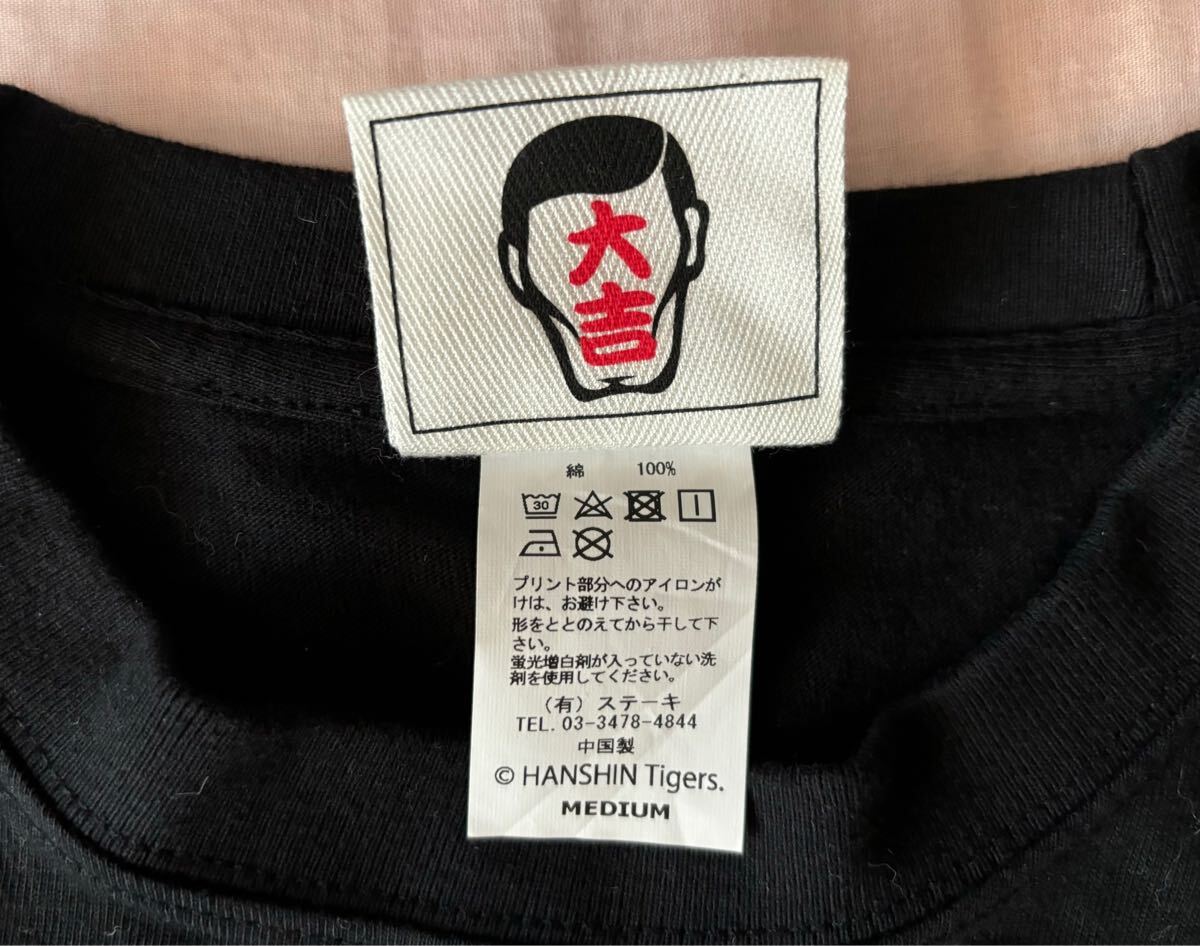 大
吉
綿 100%
30
プリント部分へのアイロンが
けは、お避け下さい。
形をととのえてから干して下
さい。
蛍光増白剤が入っていない洗
剤を使用してください。
（有）ステーキ
TEL. 03-3478-4844
中国製
© HANSHIN Tigers.
MEDIUM